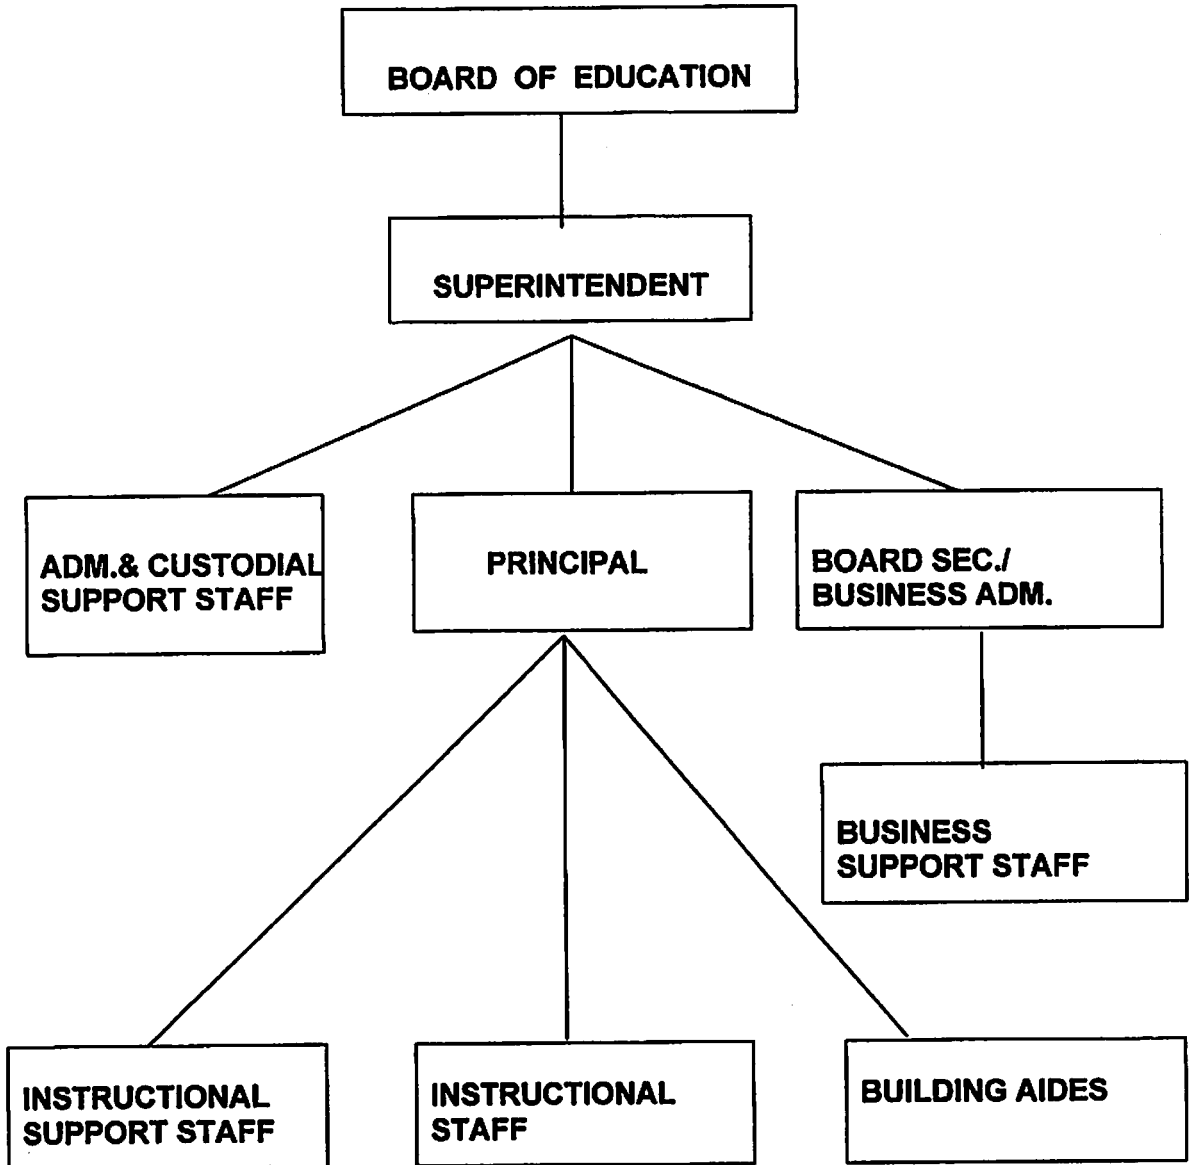 BOARD OF EDUCATION
SUPERINTENDENT
ADM.& CUSTODIAL
SUPPORT STAFF
PRINCIPAL
BOARD SEC./
BUSINESS ADM.
BUSINESS
SUPPORT STAFF
INSTRUCTIONAL
SUPPORT STAFF
INSTRUCTIONAL
STAFF
BUILDING AIDES